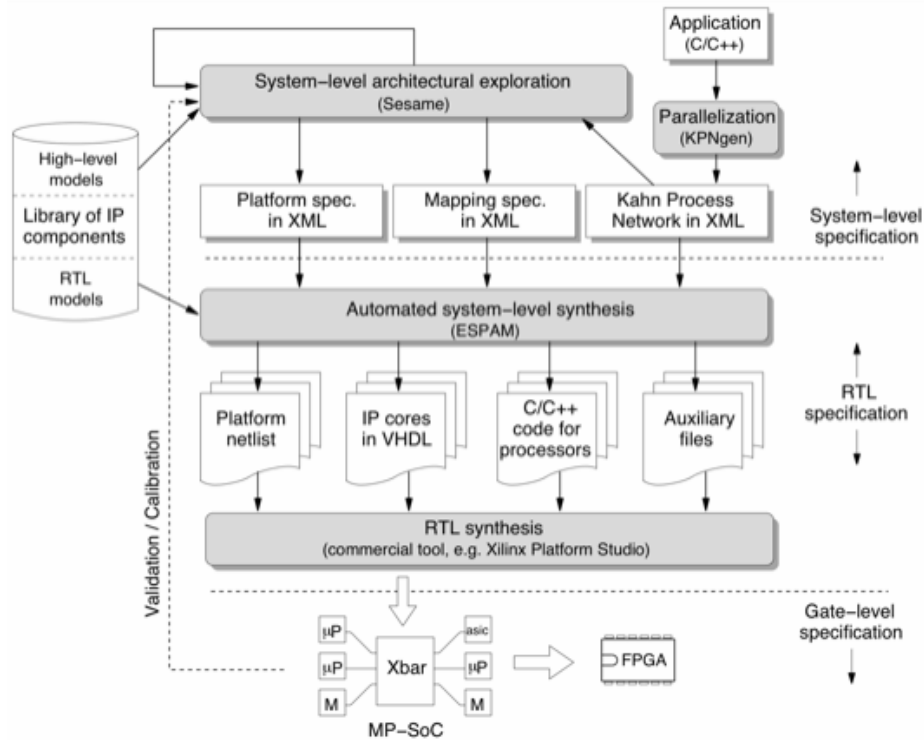 Application
(C/C++)
System-level architectural exploration
(Sesame)
Parallelization
(KPNgen)
High-level
models
Library of IP
components
RTL
models
Platform spec.
in XML
Mapping spec.
in XML
Kahn Process
Network in XML
System-level
specification
Automated system-level synthesis
(ESPAM)
Platform
netlist
IP cores
in VHDL
C/C++
code for
processors
Auxiliary
files
RTL
specification
Validation / Calibration
RTL synthesis
(commercial tool, e.g. Xilinx Platform Studio)
Gate-level
specification
μP
μP
M
Xbar
asic
μP
M
MP-SoC
FPGA